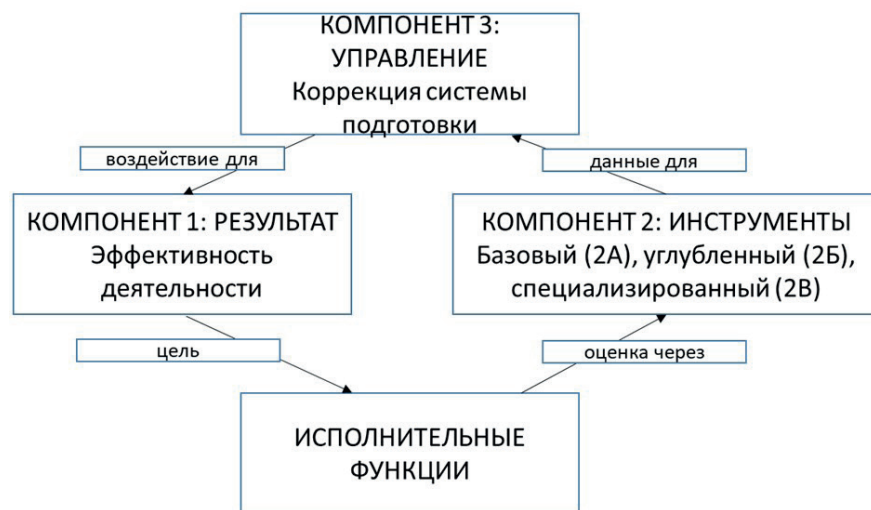 КОМПОНЕНТ 3:
УПРАВЛЕНИЕ
Коррекция системы
подготовки
воздействие для
данные для
КОМПОНЕНТ 1: РЕЗУЛЬТАТ
Эффективность
деятельности
КОМПОНЕНТ 2: ИНСТРУМЕНТЫ
Базовый (2А), углубленный (2Б),
специализированный (2В)
цель
оценка через
ИСПОЛНИТЕЛЬНЫЕ
ФУНКЦИИ